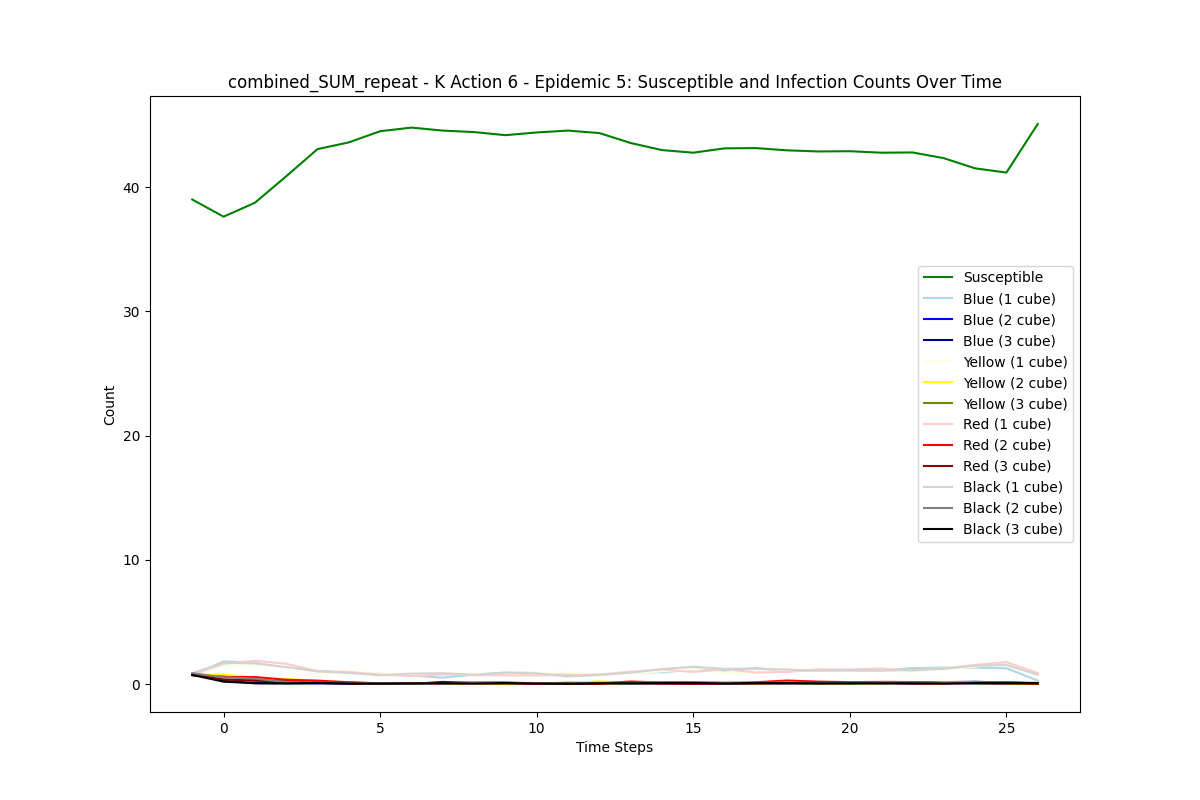 combined_SUM_repeat - K Action 6 - Epidemic 5: Susceptible and Infection Counts Over Time
Count
40
30
20
10
0
Susceptible
Blue (1 cube)
Blue (2 cube)
Blue (3 cube)
Yellow (1 cube)
Yellow (2 cube)
Yellow (3 cube)
Red (1 cube)
Red (2 cube)
Red (3 cube)
Black (1 cube)
Black (2 cube)
Black (3 cube)
0 5 10 15 20 25
Time Steps